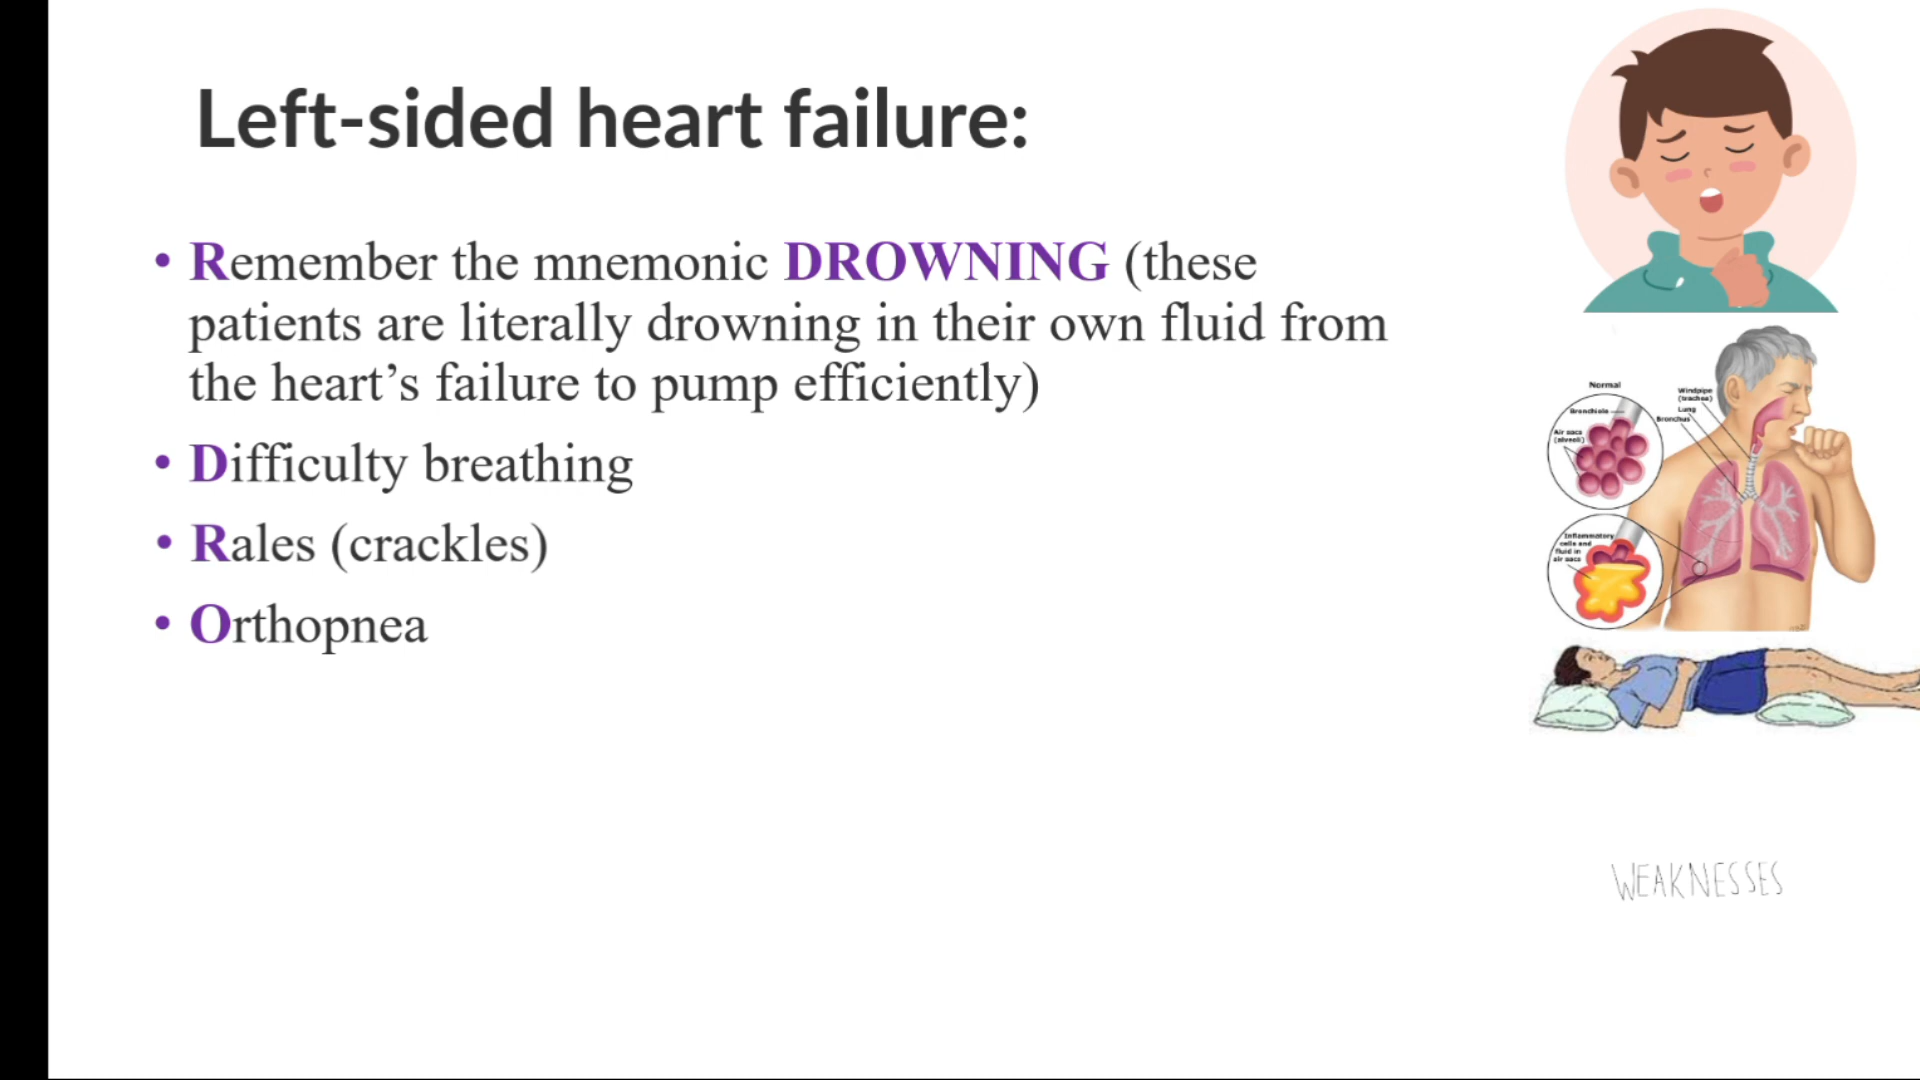 Left-sided heart failure:
• Remember the mnemonic DROWNING (these
patients are literally drowning in their own fluid from
the heart’s failure to pump efficiently)
• Difficulty breathing
• Rales (crackles)
• Orthopnea
Normal
Bronchiole
Air sacs
(alveoli)
Windpipe
(trachea)
Lung
Bronchus
Inflammatory
cells and
fluid in
air sacs
WEAKNESSES